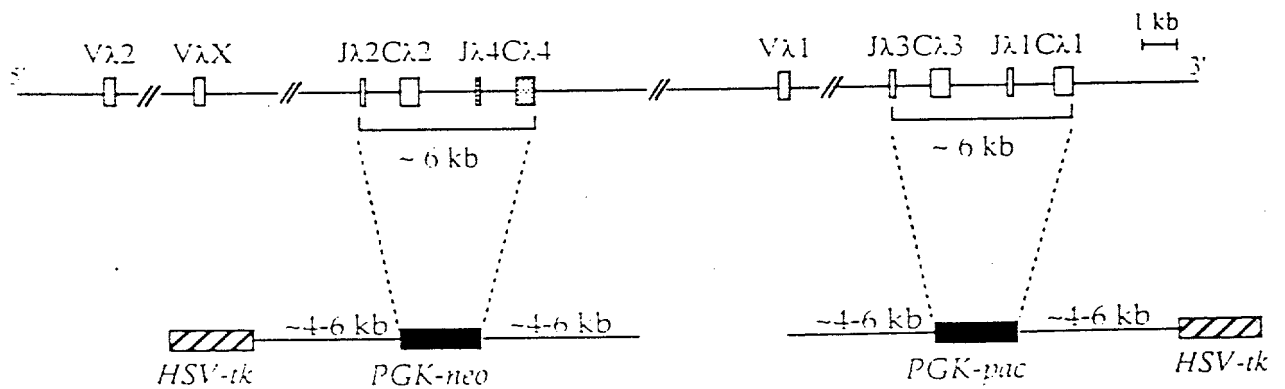 1 kb
Vλ2 VλX Jλ2Cλ2 Jλ4Cλ4 Vλ1 Jλ3Cλ3 Jλ1Cλ1
5' 3'
~ 6 kb ~ 6 kb
~4-6 kb ~4-6 kb ~4-6 kb ~4-6 kb
HSV-tk PGK-neo PGK-pac HSV-tk